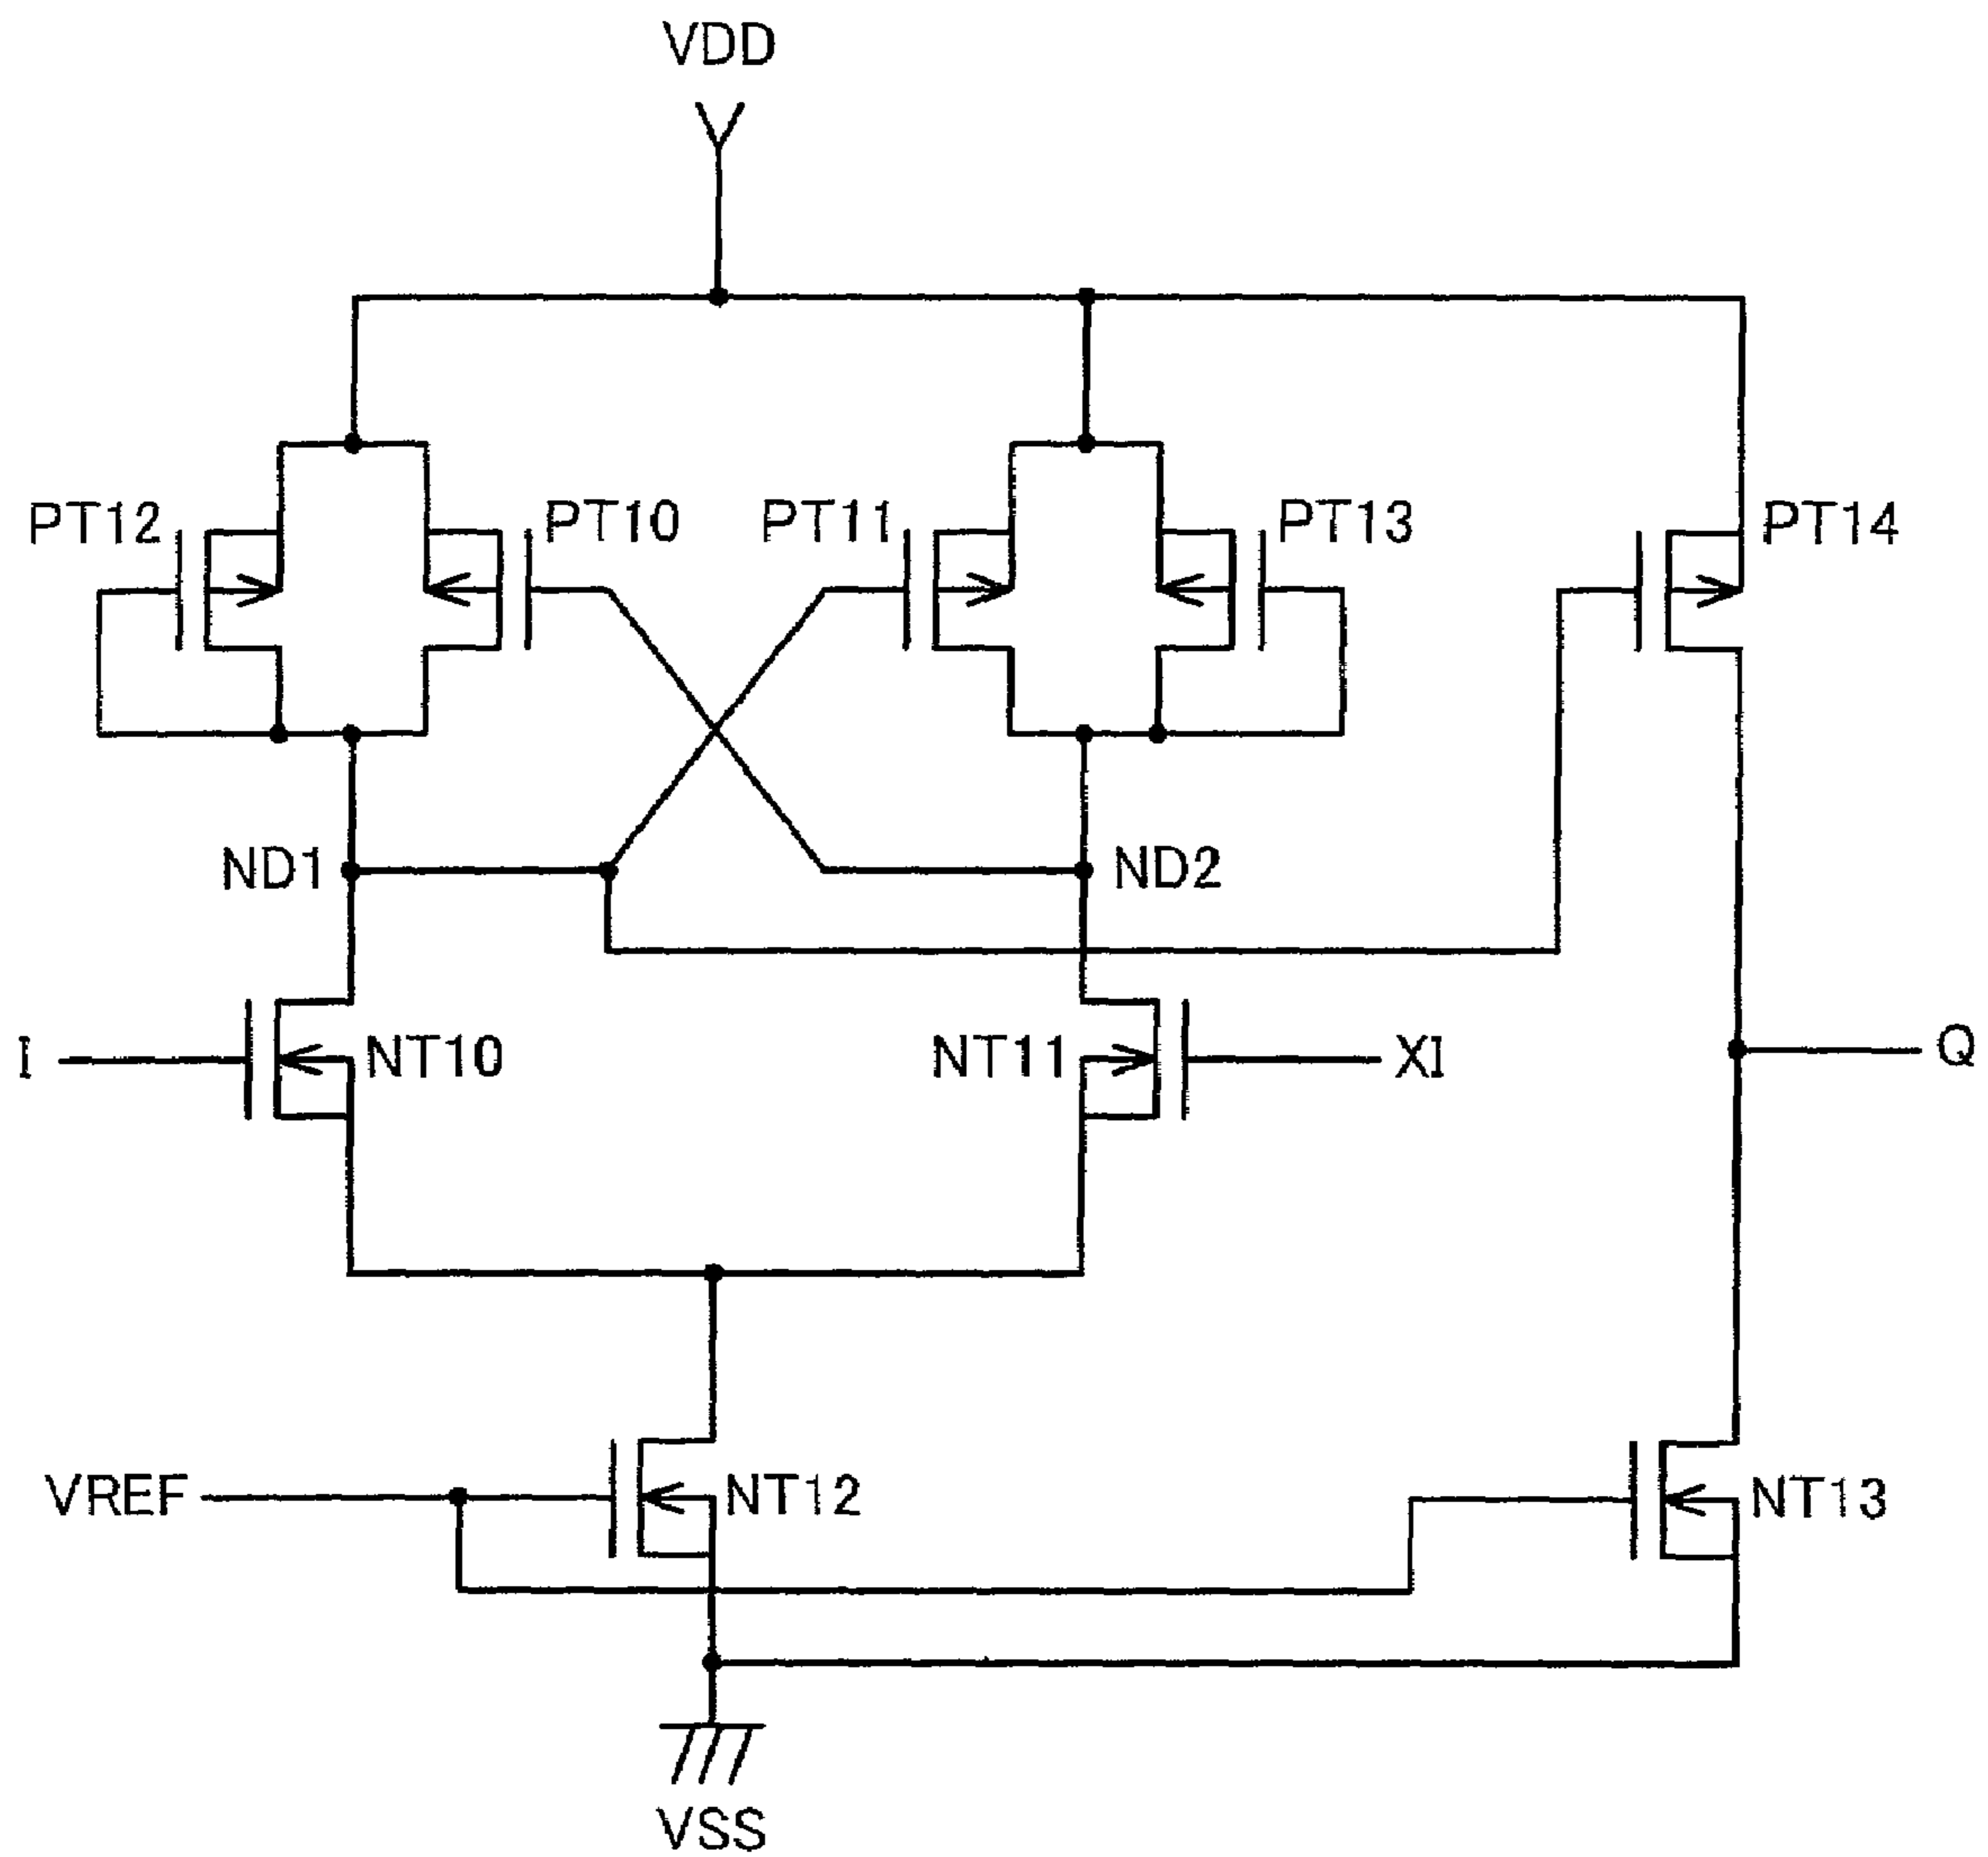 VDD
PT12
PT10
PT11
PT13
PT14
ND1
ND2
I
NT10
NT11
XI
Q
VREF
NT12
NT13
VSS